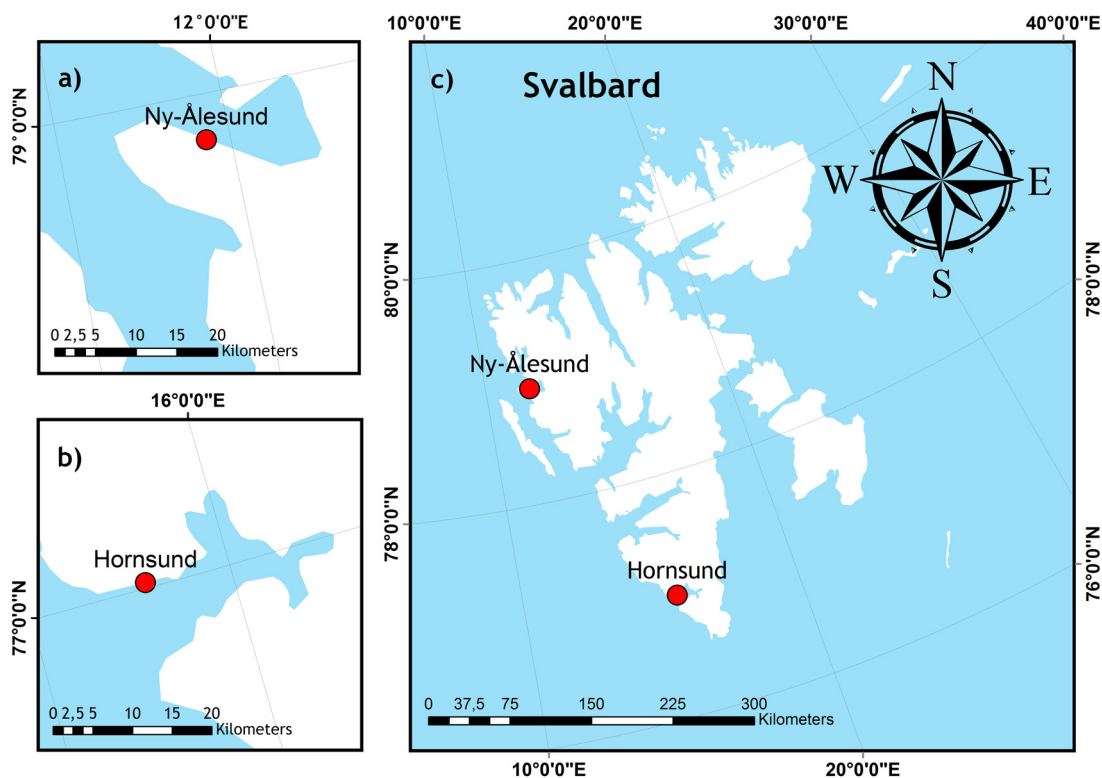 12°0'0"E
a)
Ny-Ålesund
79°0'0"N
0 2,5 5 10 15 20
Kilometers
16°0'0"E
b)
Hornsund
77°0'0"N
0 2,5 5 10 15 20
Kilometers
10°0'0"E 20°0'0"E 30°0'0"E 40°0'0"E
c)
Svalbard
N
W E
S
80°0'0"N
78°0'0"N
Ny-Ålesund
78°0'0"N
76°0'0"N
Hornsund
0 37,5 75 150 225 300
Kilometers
10°0'0"E 20°0'0"E